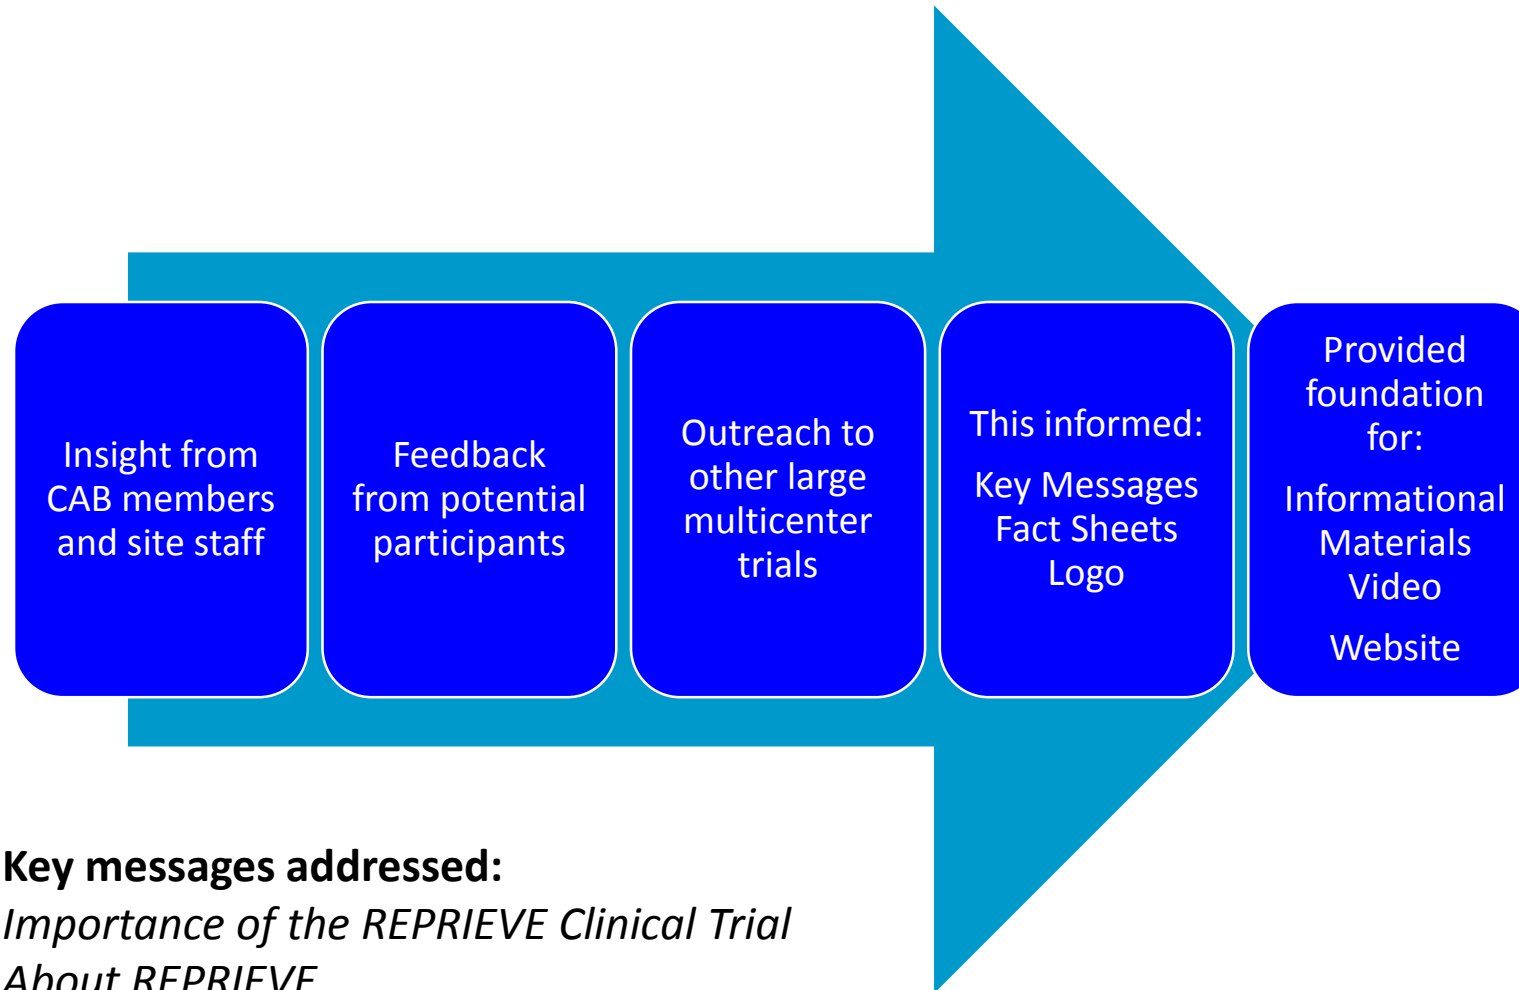 Insight from
CAB members
and site staff
Feedback
from potential
participants
Outreach to
other large
multicenter
trials
This informed:
Key Messages
Fact Sheets
Logo
Provided
foundation
for:
Informational
Materials
Video
Website
Key messages addressed:
Importance of the REPRIEVE Clinical Trial
About REPRIEVE